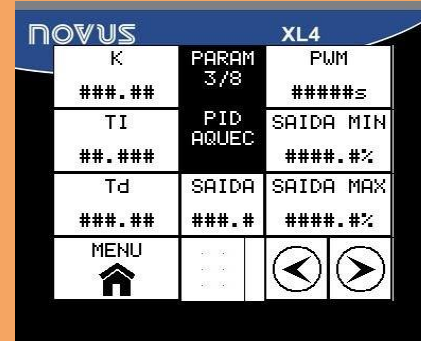 novus XL4
K
###.##
PARAM
3/8
PWM
#####s
TI
##.###
PID
AQUEC
SAIDA MIN
####.#%
Td
###.##
SAIDA
###.#
SAIDA MAX
####.#%
MENU